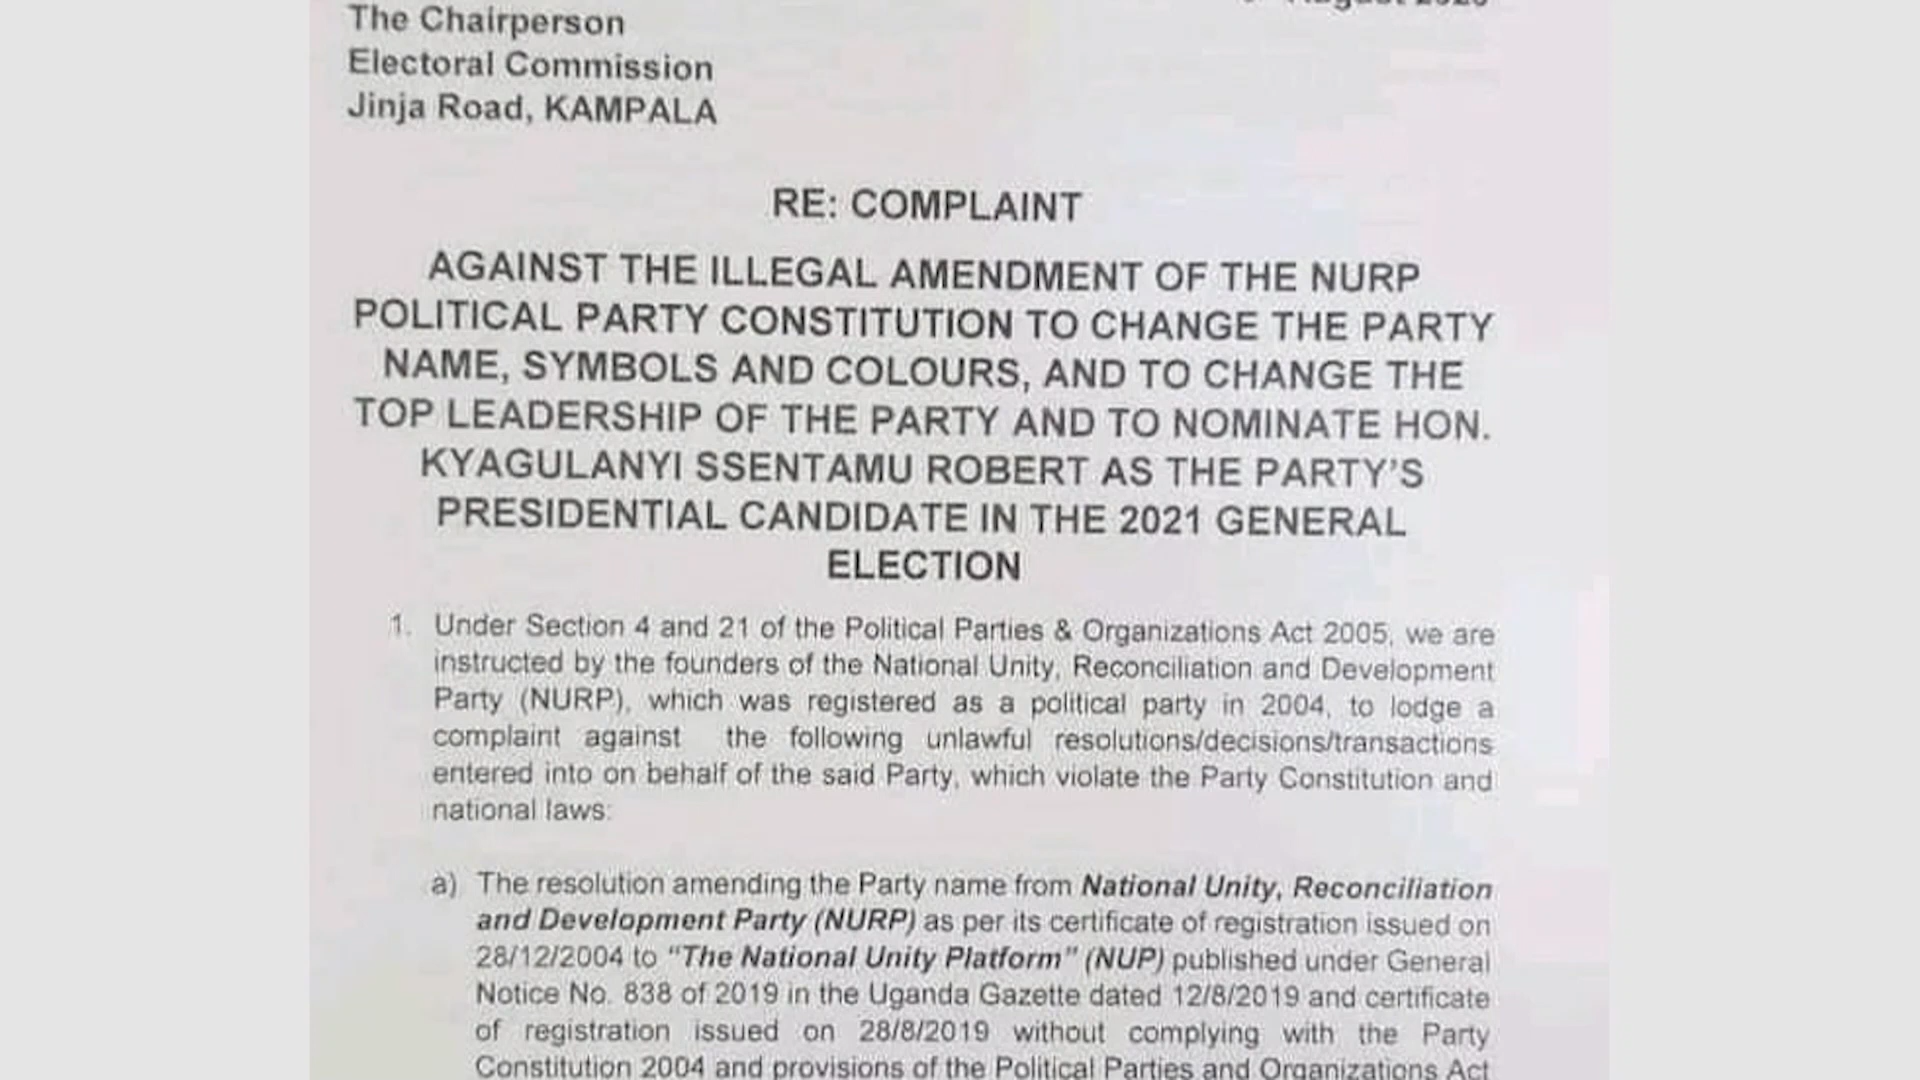 The Chairperson
Electoral Commission
Jinja Road, KAMPALA
RE: COMPLAINT
AGAINST THE ILLEGAL AMENDMENT OF THE NURP
POLITICAL PARTY CONSTITUTION TO CHANGE THE PARTY
NAME, SYMBOLS AND COLOURS, AND TO CHANGE THE
TOP LEADERSHIP OF THE PARTY AND TO NOMINATE HON.
KYAGULANYI SSENTAMU ROBERT AS THE PARTY'S
PRESIDENTIAL CANDIDATE IN THE 2021 GENERAL
ELECTION
1. Under Section 4 and 21 of the Political Parties & Organizations Act 2005, we are
instructed by the founders of the National Unity, Reconciliation and Development
Party (NURP), which was registered as a political party in 2004, to lodge a
complaint against the following unlawful resolutions/decisions/transactions
entered into on behalf of the said Party, which violate the Party Constitution and
national laws:
a) The resolution amending the Party name from National Unity, Reconciliation
and Development Party (NURP) as per its certificate of registration issued on
28/12/2004 to "The National Unity Platform" (NUP) published under General
Notice No. 838 of 2019 in the Uganda Gazette dated 12/8/2019 and certificate
of registration issued on 28/8/2019 without complying with the Party
Constitution 2004 and provisions of the Political Parties and Organizations Act